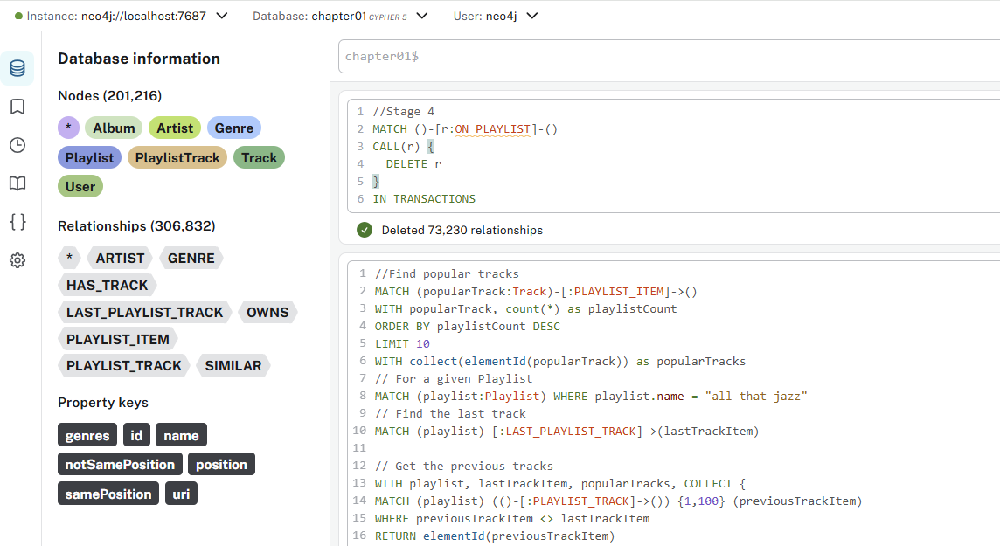 Instance: neo4j://localhost:7687 Database: chapter01 CYPHER 5 User: neo4j
Database information
Nodes (201,216)
* Album Artist Genre
Playlist PlaylistTrack Track
User
Relationships (306,832)
* ARTIST GENRE
HAS_TRACK
LAST_PLAYLIST_TRACK OWNS
PLAYLIST_ITEM
PLAYLIST_TRACK SIMILAR
Property keys
genres id name
notSamePosition position
samePosition uri
chapter01$
1 //Stage 4
2 MATCH ()-[r:ON_PLAYLIST]-()
3 CALL(r) {
4   DELETE r
5 }
6 IN TRANSACTIONS
Deleted 73,230 relationships
1 //Find popular tracks
2 MATCH (popularTrack:Track)-[:PLAYLIST_ITEM]->()
3 WITH popularTrack, count(*) as playlistCount
4 ORDER BY playlistCount DESC
5 LIMIT 10
6 WITH collect(elementId(popularTrack)) as popularTracks
7 // For a given Playlist
8 MATCH (playlist:Playlist) WHERE playlist.name = "all that jazz"
9 // Find the last track
10 MATCH (playlist)-[:LAST_PLAYLIST_TRACK]->(lastTrackItem)
11
12 // Get the previous tracks
13 WITH playlist, lastTrackItem, popularTracks, COLLECT {
14 MATCH (playlist) (()-[:PLAYLIST_TRACK]->()) {1,100} (previousTrackItem)
15 WHERE previousTrackItem <> lastTrackItem
16 RETURN elementId(previousTrackItem)